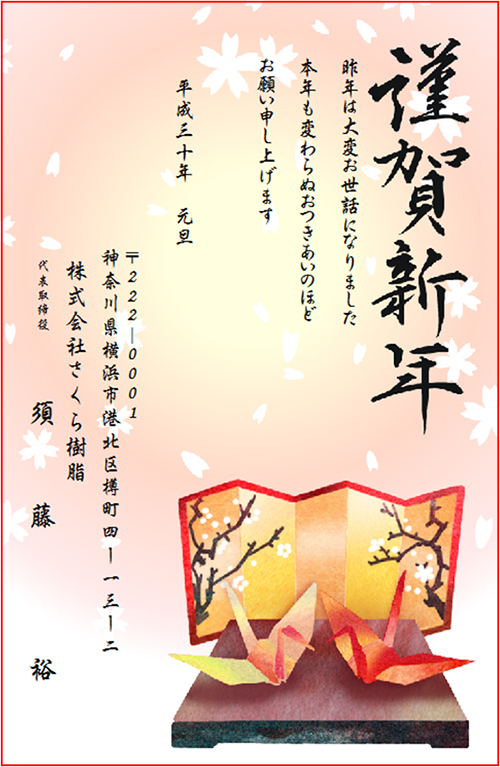 謹賀新年
昨年は大変お世話になりました
本年も変わらぬおつきあいのほど
お願い申し上げます
平成三十年　元旦
〒222―0001
神奈川県横浜市港北区樽町四ー一三ー二
株式会社さくら樹脂
代表取締役　須藤　裕